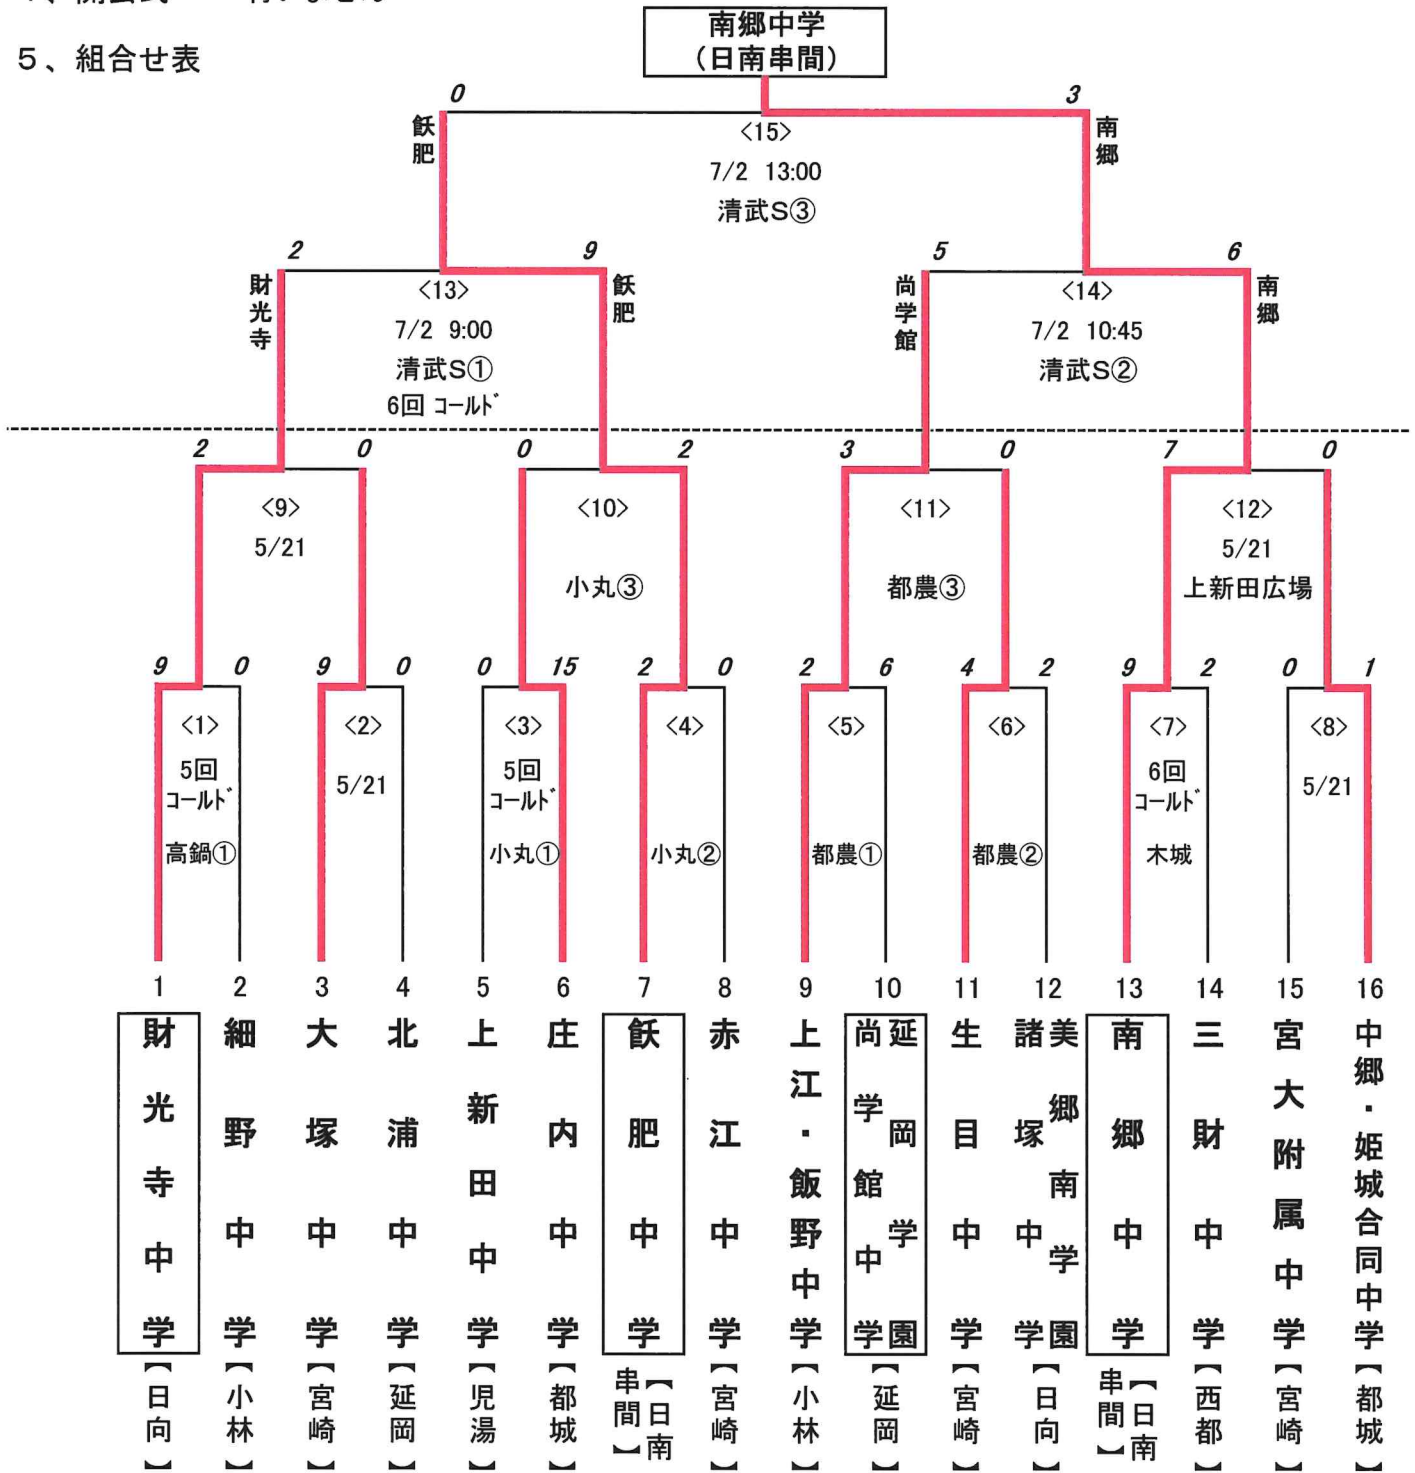 5、組合せ表
南郷中学
(日南串間)
0
3
飫肥
<15>
南郷
7/2 13:00
清武S③
2
9
5
6
財光寺
<13>
飫肥
尚学館
<14>
南郷
7/2 9:00
7/2 10:45
清武S①
清武S②
6回 コールド
2
0
0
2
3
0
7
0
<9>
<10>
<11>
<12>
5/21
5/21
小丸③
都農③
上新田広場
9
0
9
0
0
15
2
0
2
6
4
2
9
2
0
1
<1>
<2>
<3>
<4>
<5>
<6>
<7>
<8>
5回
コールド
5/21
5回
コールド
6回
コールド
5/21
高鍋①
小丸①
小丸②
都農①
都農②
木城
1
2
3
4
5
6
7
8
9
10
11
12
13
14
15
16
財光寺中学
【日向】
細野中学
【小林】
大塚中学
【宮崎】
北浦中学
【延岡】
上新田中学
【児湯】
庄内中学
【都城】
飫肥中学
【日南
串間】
赤江中学
【宮崎】
上江・飯野中学
【小林】
延岡学園
尚学館中学
【延岡】
生目中学
【宮崎】
美郷南学園
諸塚中学
【日向】
南郷中学
【日南
串間】
三財中学
【西都】
宮大附属中学
【宮崎】
中郷・姫城合同中学
【都城】